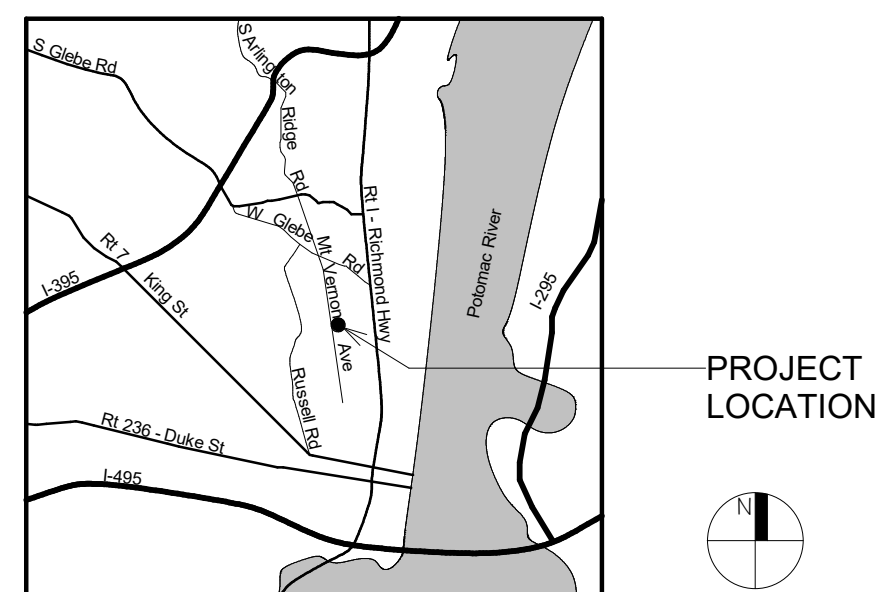 S Glebe Rd
S Arlington Ridge Rd
W Glebe Rd
Mt Vernon Ave
Rt I - Richmond Hwy
Potomac River
I-295
Rt 7
King St
I-395
Russell Rd
Rt 236 - Duke St
I-495
PROJECT
LOCATION
N